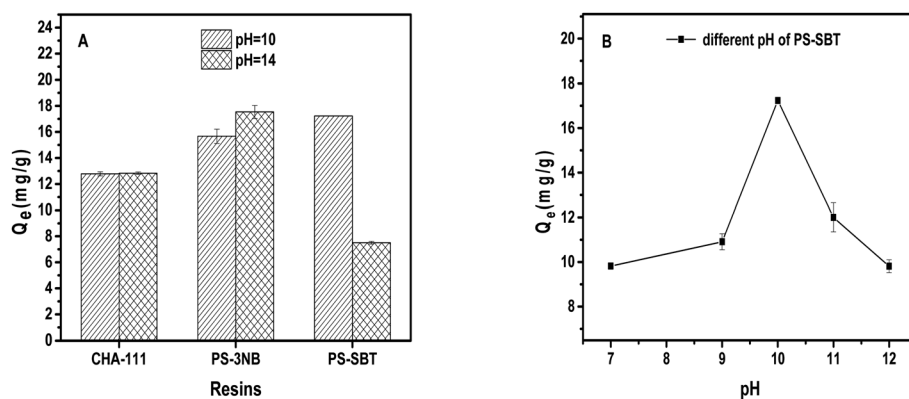 A
pH=10
pH=14
24
22
20
18
16
14
12
10
8
6
4
2
0
Qe(mg/g)
CHA-111
PS-3NB
PS-SBT
Resins
B
different pH of PS-SBT
20
18
16
14
12
10
8
Qe(mg/g)
7
8
9
10
11
12
pH